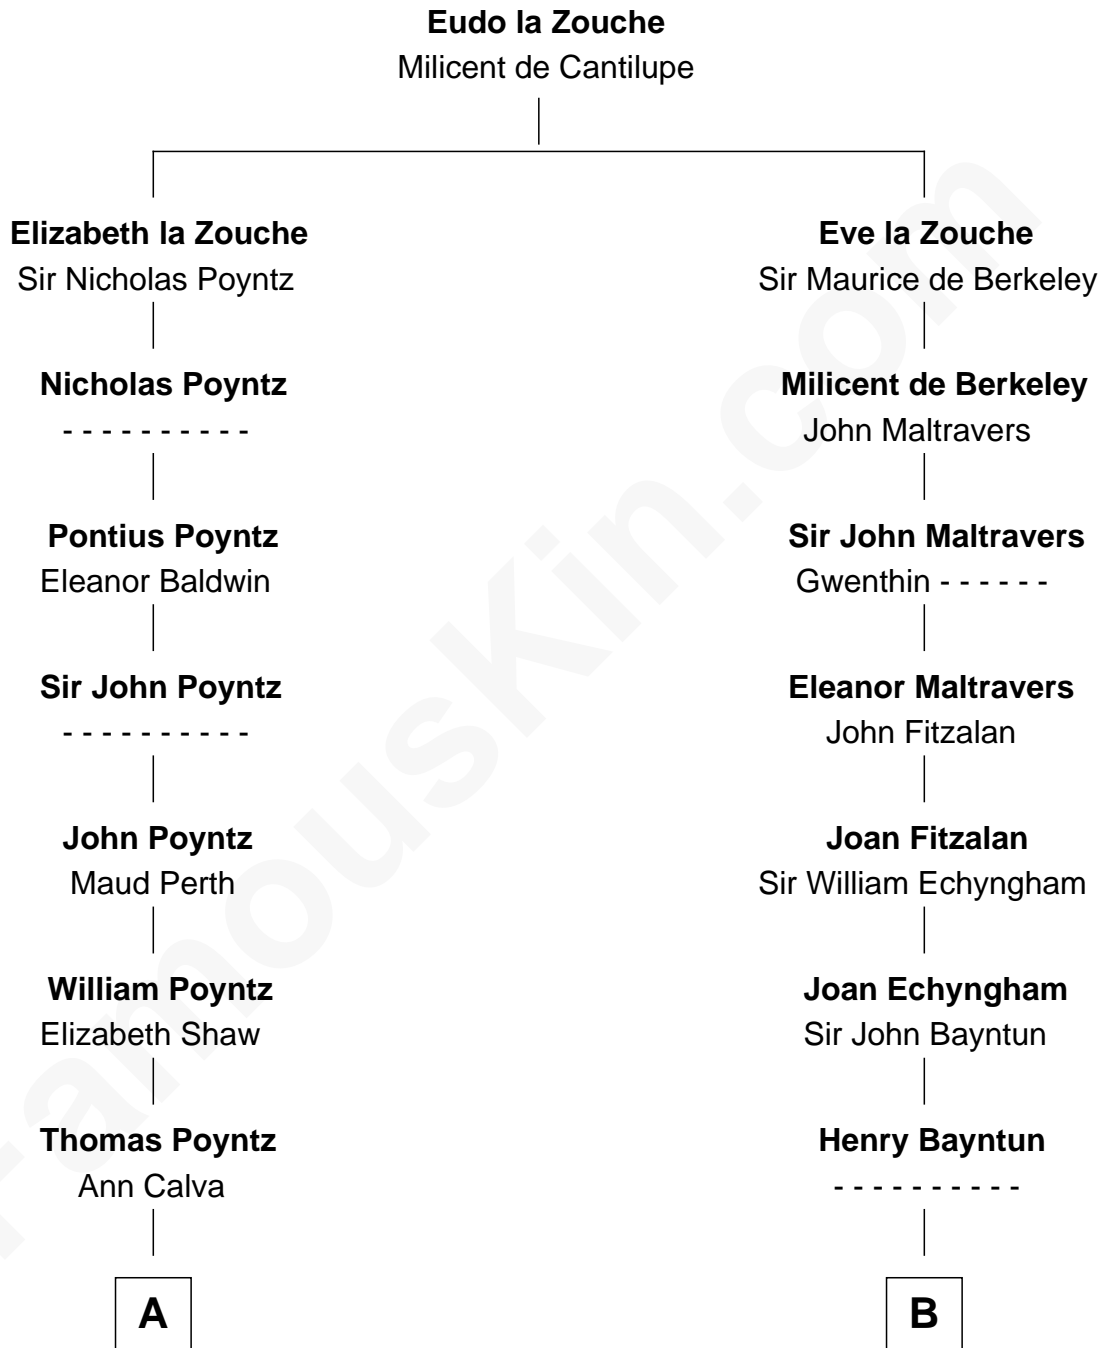 Eudo la Zouche
Milicent de Cantilupe
Elizabeth la Zouche
Sir Nicholas Poyntz
Eve la Zouche
Sir Maurice de Berkeley
Nicholas Poyntz
- - - - - - - - - -
Milicent de Berkeley
John Maltravers
Pontius Poyntz
Eleanor Baldwin
Sir John Maltravers
Gwenthin - - - - - -
Sir John Poyntz
- - - - - - - - - -
Eleanor Maltravers
John Fitzalan
John Poyntz
Maud Perth
Joan Fitzalan
Sir William Echyngham
William Poyntz
Elizabeth Shaw
Joan Echyngham
Sir John Bayntun
Thomas Poyntz
Ann Calva
Henry Bayntun
- - - - - - - - - -
A
B
FamousKin.com